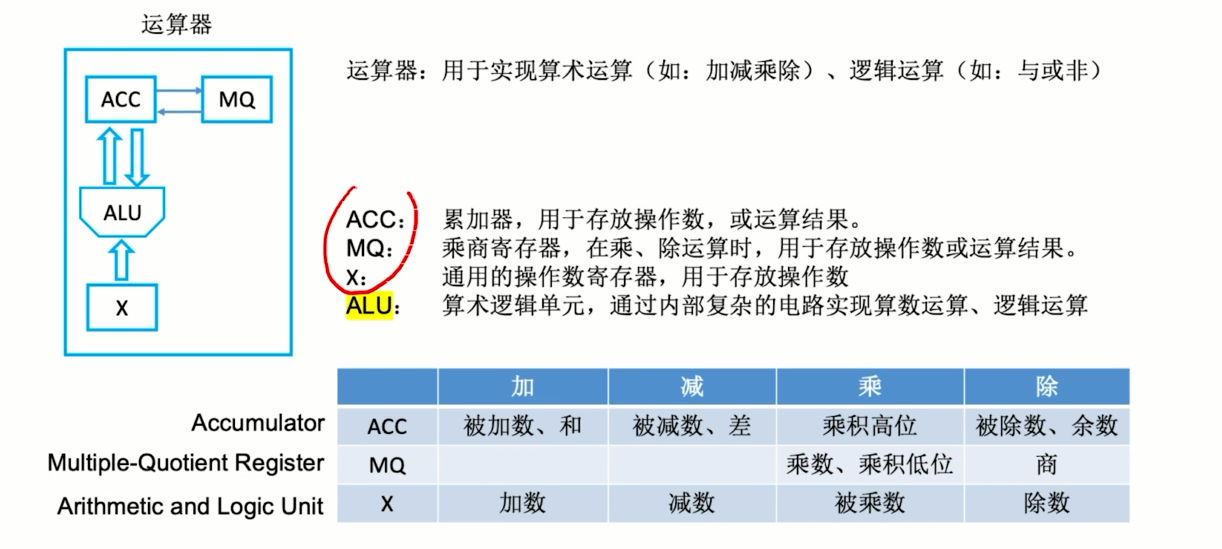 运算器
运算器：用于实现算术运算（如：加减乘除）、逻辑运算（如：与或非）
ACC
MQ
ALU
X
ACC： 累加器，用于存放操作数，或运算结果。
MQ： 乘商寄存器，在乘、除运算时，用于存放操作数或运算结果。
X： 通用的操作数寄存器，用于存放操作数
ALU： 算术逻辑单元，通过内部复杂的电路实现算数运算、逻辑运算
加 减 乘 除
Accumulator ACC 被加数、和 被减数、差 乘积高位 被除数、余数
Multiple-Quotient Register MQ 乘数、乘积低位 商
Arithmetic and Logic Unit X 加数 减数 被乘数 除数